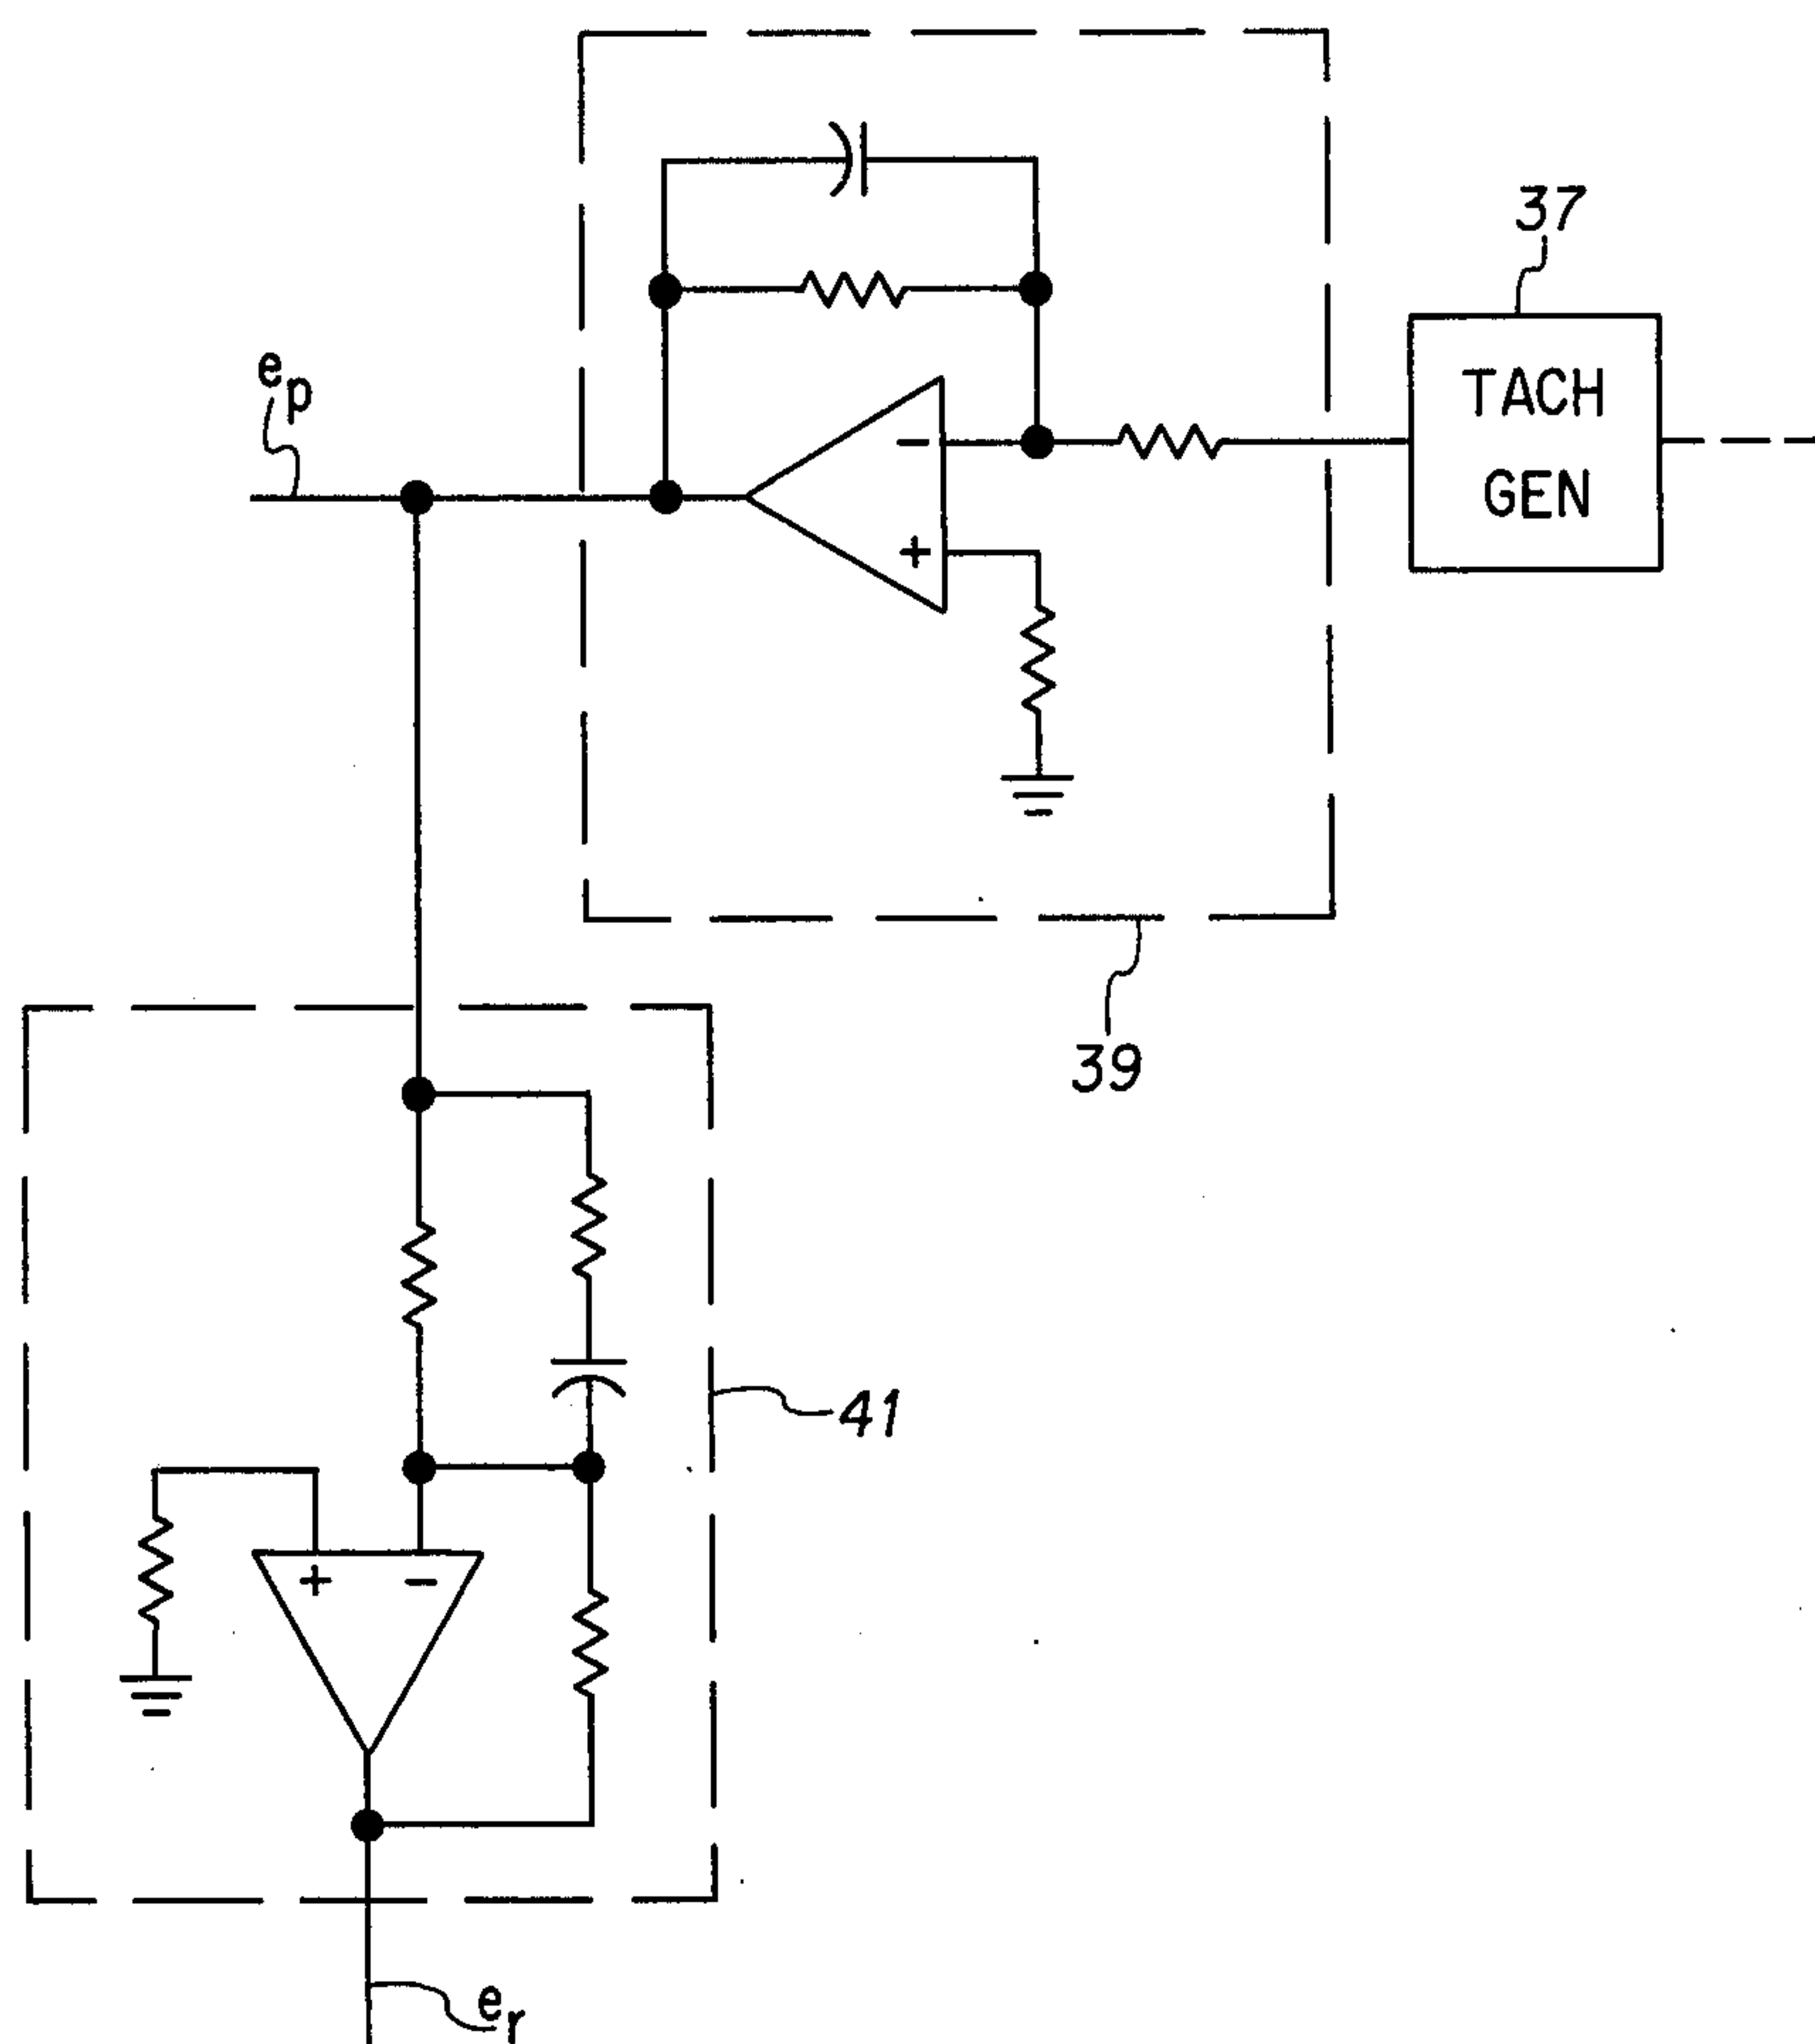 37
TACH
GEN
e_p
−
+
39
41
+ −
e_r